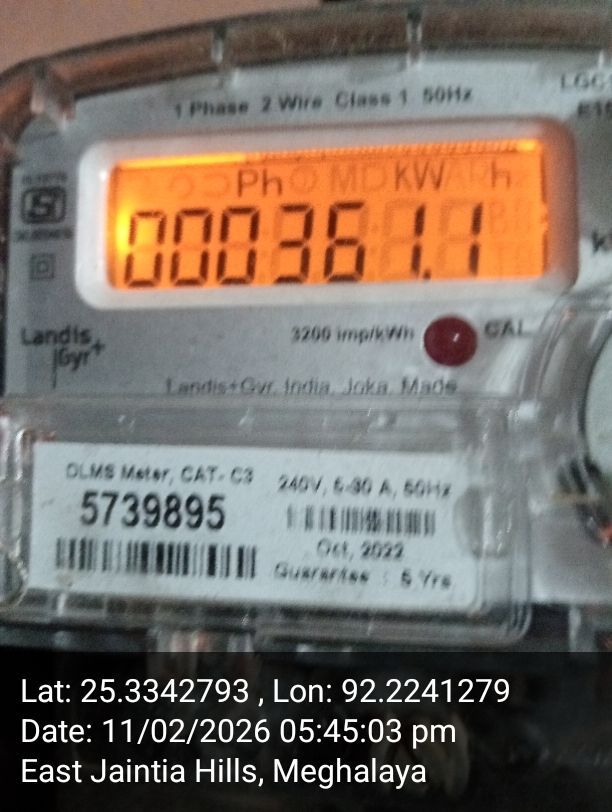 1 Phase 2 Wire Class 1 50Hz
Ph KW h
000361.1
Landis
Gyr+
3200 imp/kWh
CAL
Landis+Gyr, India, Joka, Made
DLMS Meter, CAT- C3
5739895
240V, 5-30 A, 50Hz
Oct, 2022
Guarantee : 5 Yrs
Lat: 25.3342793 , Lon: 92.2241279
Date: 11/02/2026 05:45:03 pm
East Jaintia Hills, Meghalaya